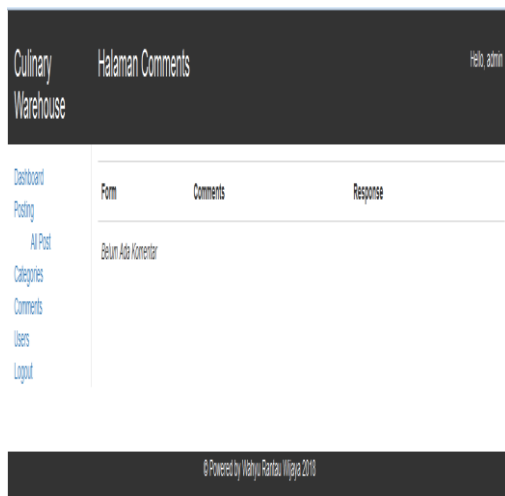 Culinary
Warehouse
Halaman Comments
Hello, admin
Dashboard
Posting
All Post
Categories
Comments
Users
Logout
Form Comments Response
Belum Ada Komentar
© Powered by Wahyu Rantau Wijaya 2018